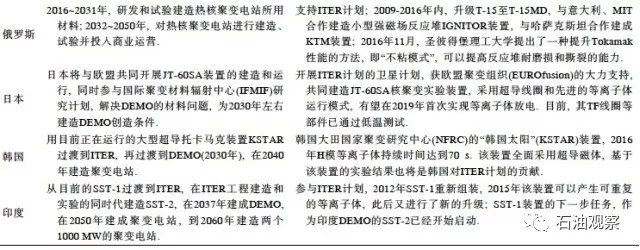 俄罗斯
2016~2031年，研发和试验建造热核聚变电站所用
材料；2032~2050年，对热核聚变电站进行建造、
试验并投入商业运营.
支持ITER计划；2009-2016年内，升级T-15至T-15MD，与意大利、MIT
合作建造小型强磁场反应堆IGNITOR装置，与哈萨克斯坦合作建成
KTM装置；2016年11月，圣彼得堡理工大学提出了一种提升Tokamak
性能的方法，即“不粘模式”，可以提高反应堆耐磨损和撕裂的能力.
日本
日本将与欧盟共同开展JT-60SA装置的建造和运
行，同时参与国际聚变材料辐射中心(IFMIF)研
究计划，解决DEMO的材料问题，为2030年左右
建造DEMO创造条件.
开展ITER计划的卫星计划，获欧盟聚变组织(EUROfusion)的大力支持，
共同建造JT-60SA核聚变实验装置，采用超导线圈和先进的等离子体
运行模式，有望在2019年首次实现等离子体放电. 目前，其TF线圈等
部件已通过低温测试.
韩国
用目前正在运行的大型超导托卡马克装置KSTAR
过渡到ITER，再过渡到DEMO(2030年)，在2040
年建造聚变电站.
韩国大田国家聚变研究中心(NFRC)的“韩国太阳”(KSTAR)装置，2016
年H模等离子体持续时间达到70 s. 该装置全面采用超导磁体，基于
该装置的实验结果也将是韩国对ITER计划的贡献.
印度
从目前的SST-1过渡到ITER，在ITER工程建造和
实验的同时代建造SST-2，在2037年建成DEMO，
在2050年建成聚变电站，到2060年建造两个
1000 MW的聚变电站.
参与ITER计划，2012年SST-1重新组装，2015年该装置可以产生可重复
的等离子体，此后又进行了新的升级；SST-1装置的下一步任务，作
为印度DEMO的SST-2已经开始启动.
石油观察